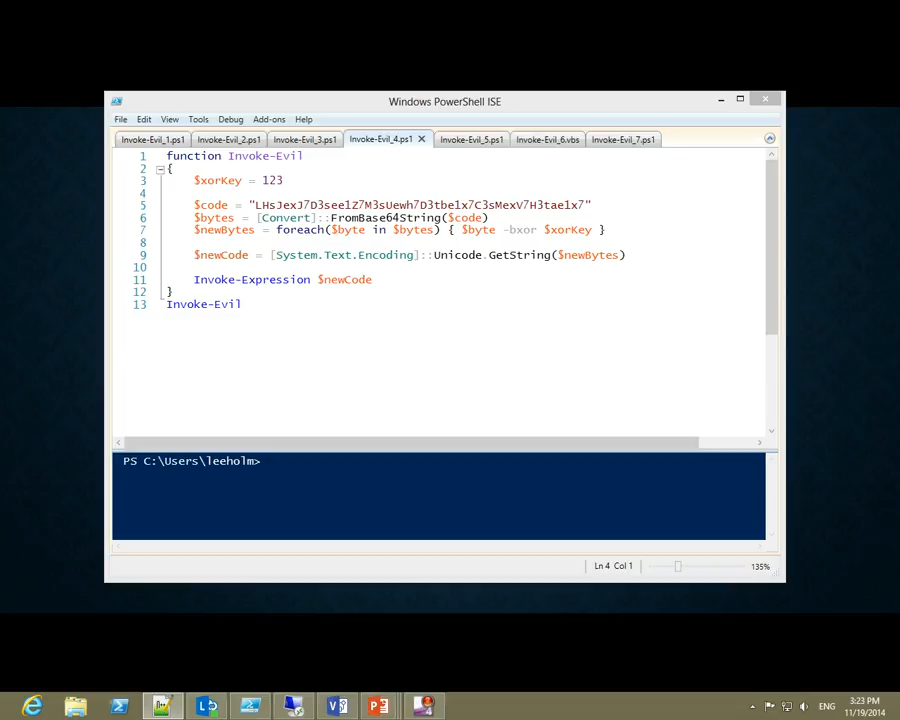 Windows PowerShell ISE
File Edit View Tools Debug Add-ons Help
Invoke-Evil_1.ps1 Invoke-Evil_2.ps1 Invoke-Evil_3.ps1 Invoke-Evil_4.ps1 Invoke-Evil_5.ps1 Invoke-Evil_6.vbs Invoke-Evil_7.ps1
1 function Invoke-Evil
2 {
3 $xorKey = 123
4
5 $code = "LHsJexJ7D3see1Z7M3sUewh7D3tbe1x7C3sMexV7H3tae1x7"
6 $bytes = [Convert]::FromBase64String($code)
7 $newBytes = foreach($byte in $bytes) { $byte -bxor $xorKey }
8
9 $newCode = [System.Text.Encoding]::Unicode.GetString($newBytes)
10
11 Invoke-Expression $newCode
12 }
13 Invoke-Evil
PS C:\Users\leeholm>
Ln 4 Col 1 135%
ENG 3:23 PM
11/19/2014